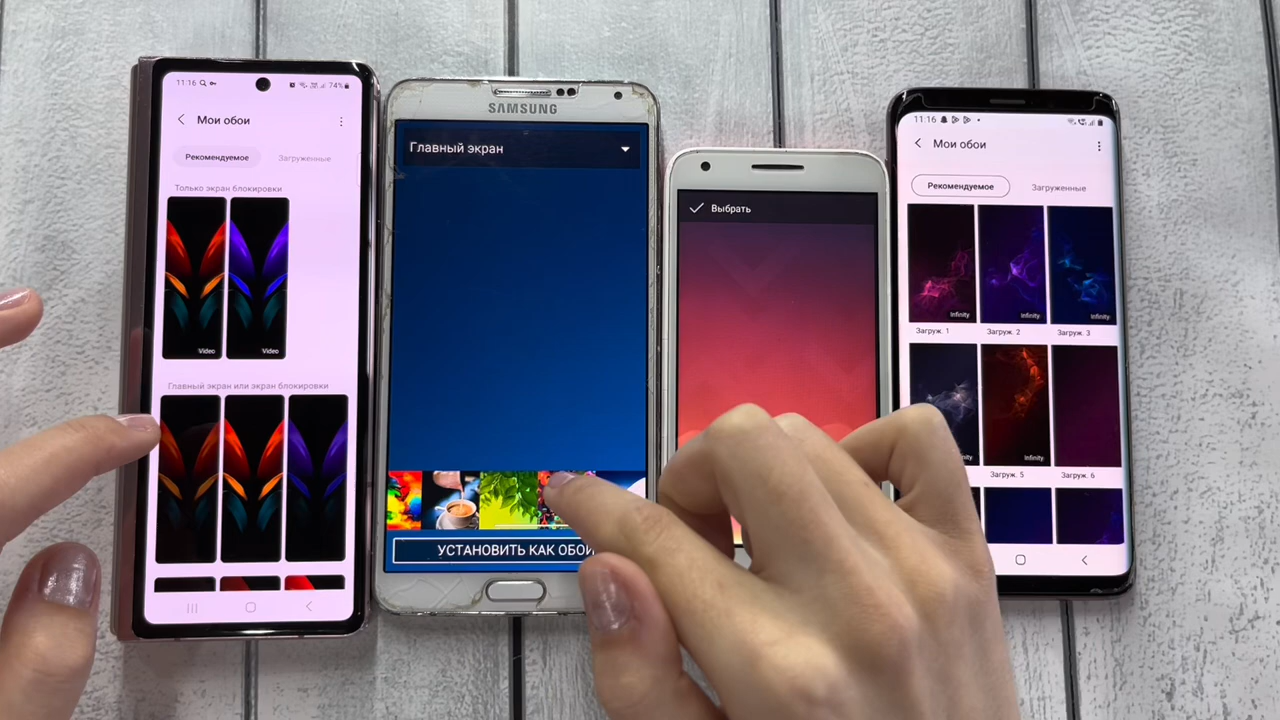 11:16
74%
Мои обои
Рекомендуемое
Загруженные
Только экран блокировки
Video
Video
Главный экран или экран блокировки
SAMSUNG
Главный экран
УСТАНОВИТЬ КАК ОБОИ
Выбрать
11:16
Мои обои
Рекомендуемое
Загруженные
Infinity
Infinity
Infinity
Загруж. 1
Загруж. 2
Загруж. 3
Infinity
Загруж. 5
Загруж. 6